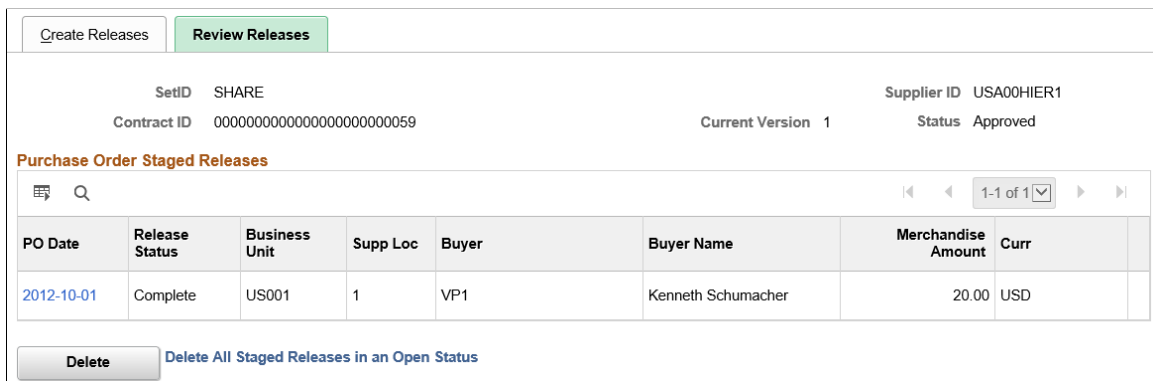 Create Releases Review Releases
SetID SHARE Supplier ID USA00HIER1
Contract ID 0000000000000000000000059 Current Version 1 Status Approved
Purchase Order Staged Releases
1-1 of 1
PO Date Release Status Business Unit Supp Loc Buyer Buyer Name Merchandise Amount Curr
2012-10-01 Complete US001 1 VP1 Kenneth Schumacher 20.00 USD
Delete Delete All Staged Releases in an Open Status